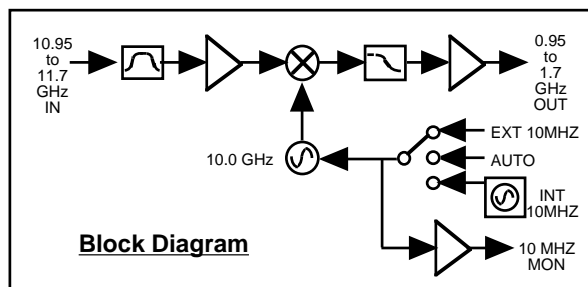 10.95
to
11.7
GHz
IN
0.95
to
1.7
GHz
OUT
EXT 10MHZ
10.0 GHz
AUTO
INT
10MHZ
Block Diagram
10 MHZ
MON